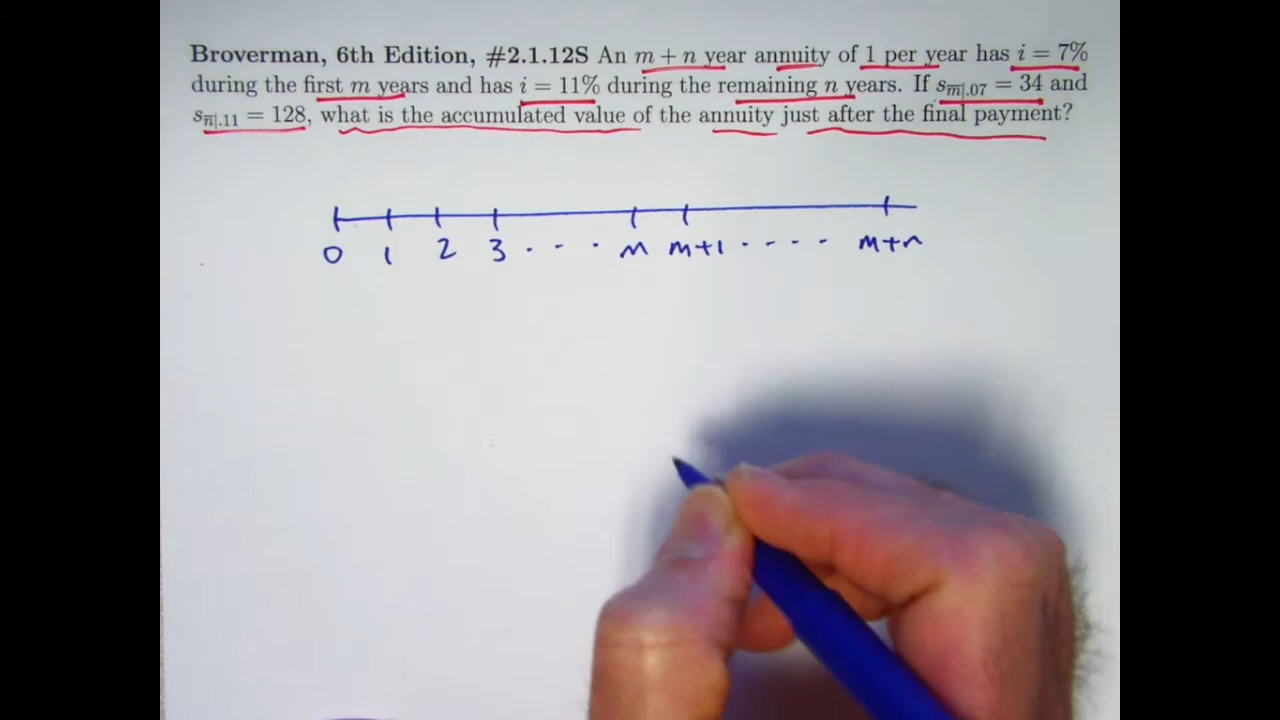 Broverman, 6th Edition, #2.1.12S An m + n year annuity of 1 per year has i = 7%
during the first m years and has i = 11% during the remaining n years. If s_{m̅|.07} = 34 and
s_{n̅|.11} = 128, what is the accumulated value of the annuity just after the final payment?
0 1 2 3 . . . m m+1 . . . . m+n